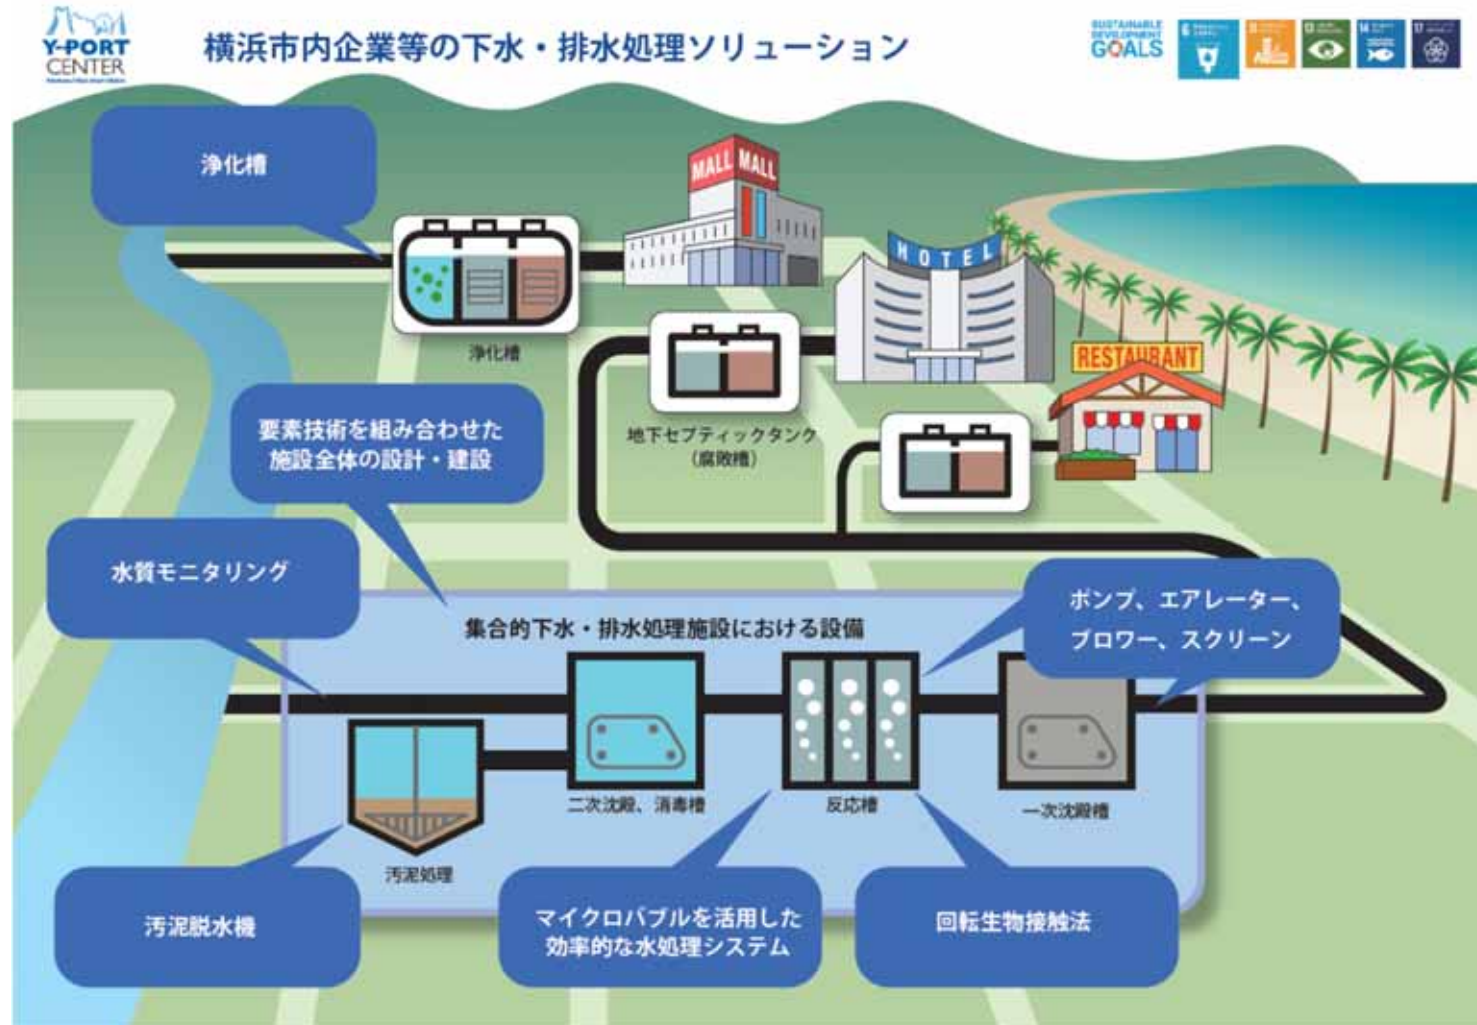 Y-PORT
CENTER
横浜市内企業等の下水・排水処理ソリューション
SUSTAINABLE
DEVELOPMENT
GOALS
6
11
13
14
17
浄化槽
MALL MALL
HOTEL
浄化槽
RESTAURANT
地下セプティックタンク
（腐敗槽）
要素技術を組み合わせた
施設全体の設計・建設
水質モニタリング
ポンプ、エアレーター、
ブロワー、スクリーン
集合的下水・排水処理施設における設備
二次沈殿、消毒槽
反応槽
一次沈殿槽
汚泥処理
汚泥脱水機
マイクロバブルを活用した
効率的な水処理システム
回転生物接触法